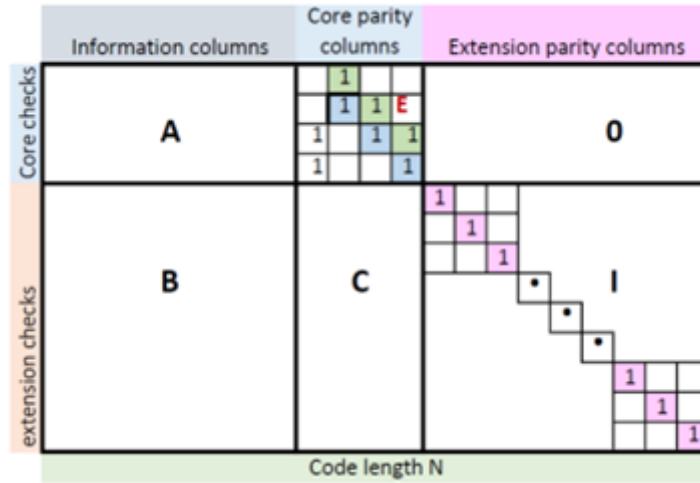 Core parity
Information columns columns Extension parity columns
Core checks
1
1 1 E
A 1 1 1 0
1 1
extension checks
1
1
1
B C I
1
1
1
Code length N